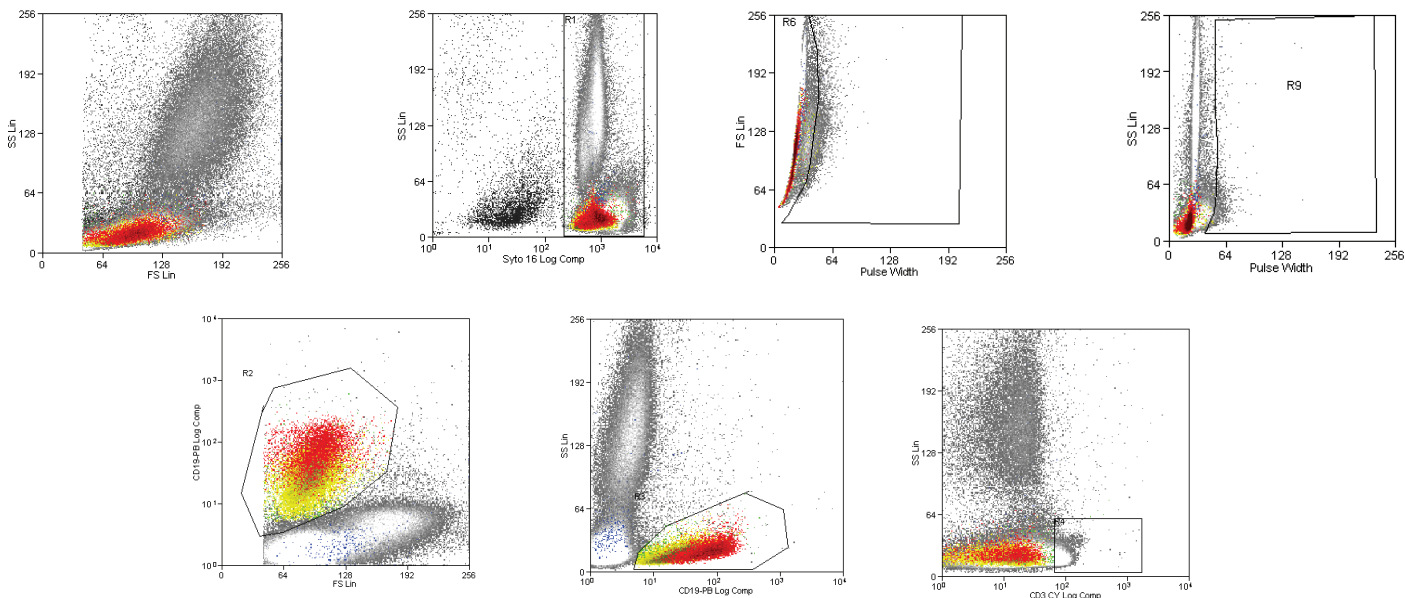 256
192
128
64
0
SS Lin
0 64 128 192 256
FS Lin
256
192
128
64
0
SS Lin
R1
10⁰ 10¹ 10² 10³ 10⁴
Syto 16 Log Comp
256
192
128
64
0
FS Lin
R6
0 64 128 192 256
Pulse Width
256
192
128
64
0
SS Lin
R9
0 64 128 192 256
Pulse Width
10⁴
10³
10²
10¹
10⁰
CD19-PB Log Comp
R2
0 64 128 192 256
FS Lin
256
192
128
64
0
SS Lin
10⁰ 10¹ 10² 10³ 10⁴
CD19-PB Log Comp
256
192
128
64
0
SS Lin
R4
10⁰ 10¹ 10² 10³ 10⁴
CD3 CY Log Comp